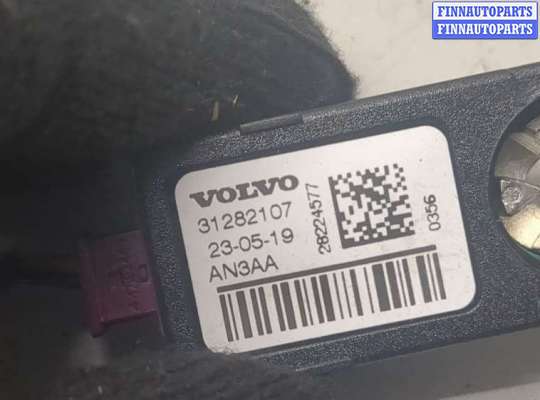 FINNAUTOPARTS
FINNAUTOPARTS
VOLVO
31282107
23-05-19
AN3AA
28224577
0356